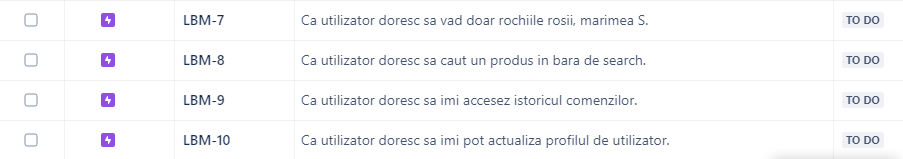 LBM-7 Ca utilizator doresc sa vad doar rochiile rosii, marimea S. TO DO
LBM-8 Ca utilizator doresc sa caut un produs in bara de search. TO DO
LBM-9 Ca utilizator doresc sa imi accesez istoricul comenzilor. TO DO
LBM-10 Ca utilizator doresc sa imi pot actualiza profilul de utilizator. TO DO